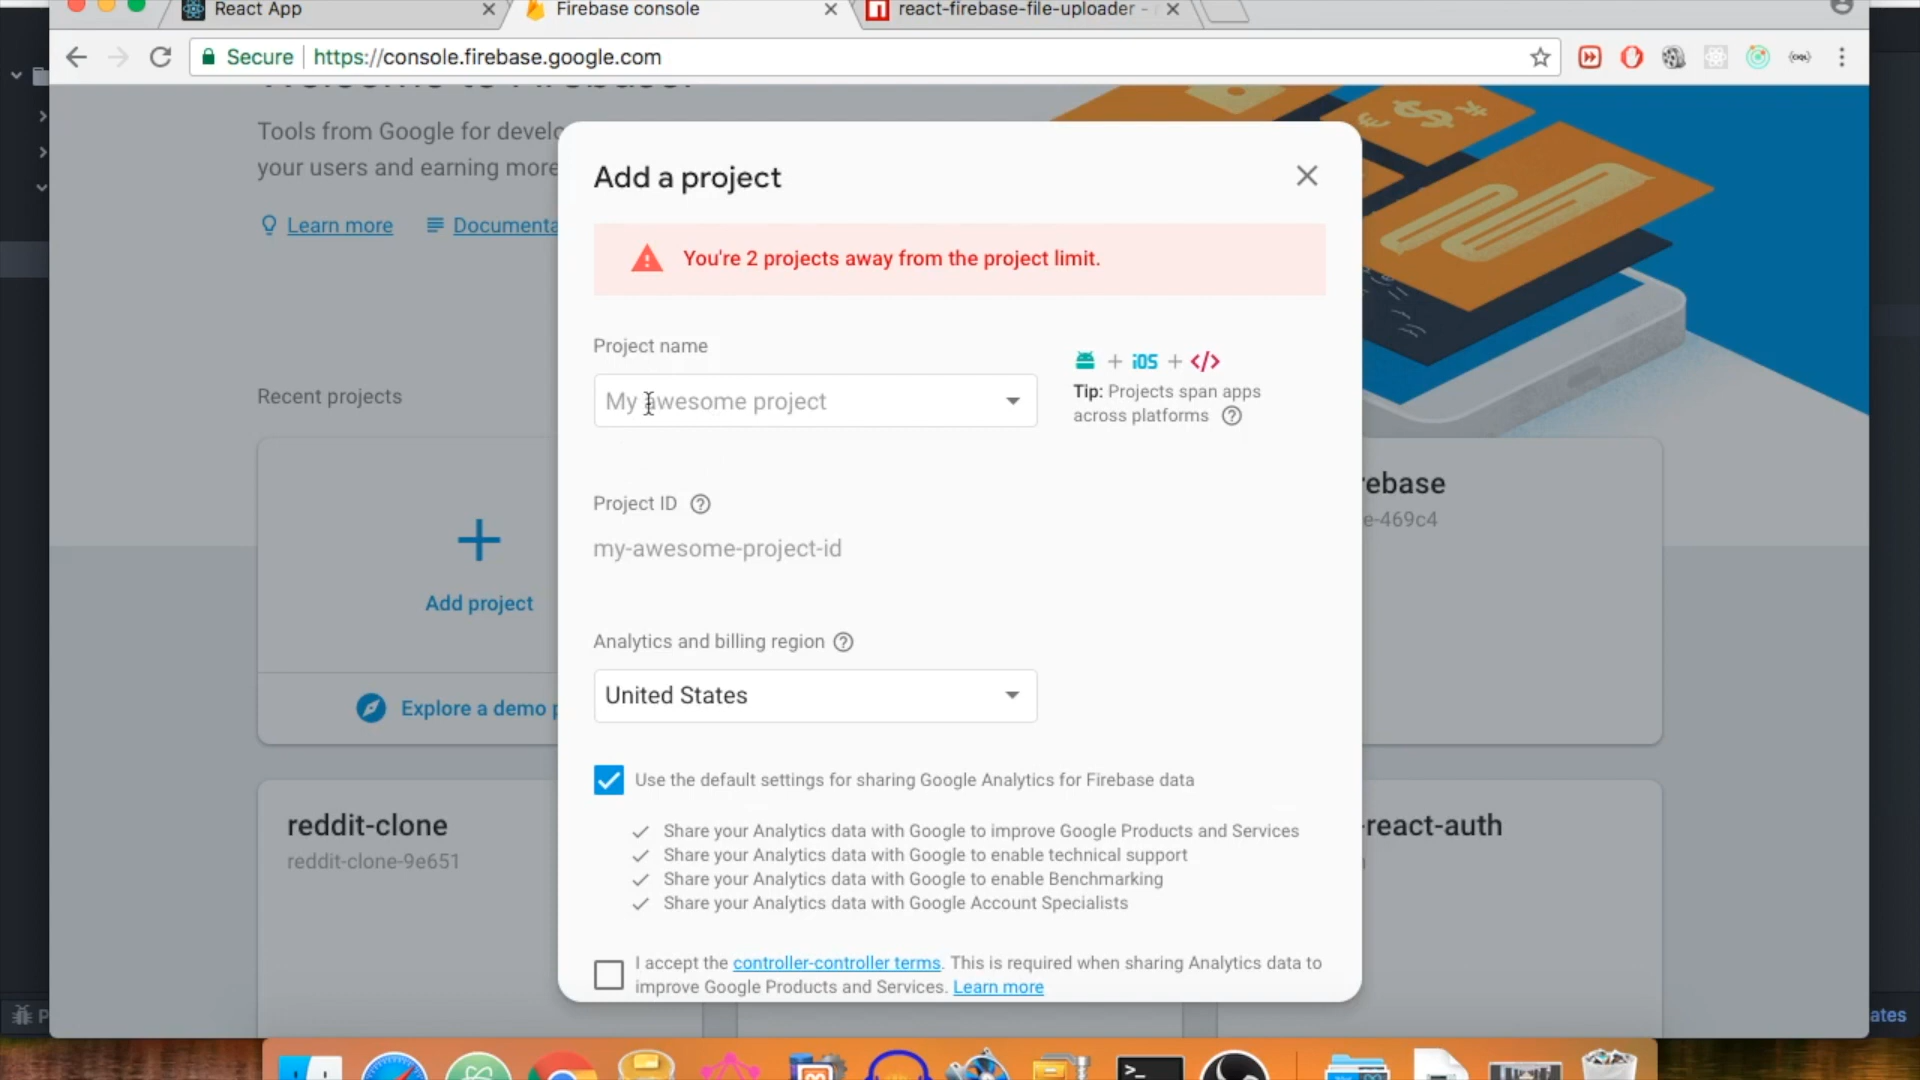 React App
Firebase console
react-firebase-file-uploader -
Secure
https://console.firebase.google.com
Welcome to Firebase!
Tools from Google for develo
your users and earning more
Learn more
Documenta
Recent projects
Add project
Explore a demo p
reddit-clone
reddit-clone-9e651
Add a project
You're 2 projects away from the project limit.
Project name
My awesome project
+ iOS + </>
Tip: Projects span apps
across platforms
Project ID
my-awesome-project-id
Analytics and billing region
United States
Use the default settings for sharing Google Analytics for Firebase data
Share your Analytics data with Google to improve Google Products and Services
Share your Analytics data with Google to enable technical support
Share your Analytics data with Google to enable Benchmarking
Share your Analytics data with Google Account Specialists
I accept the controller-controller terms. This is required when sharing Analytics data to
improve Google Products and Services. Learn more
rebase
e-469c4
-react-auth
P
ates